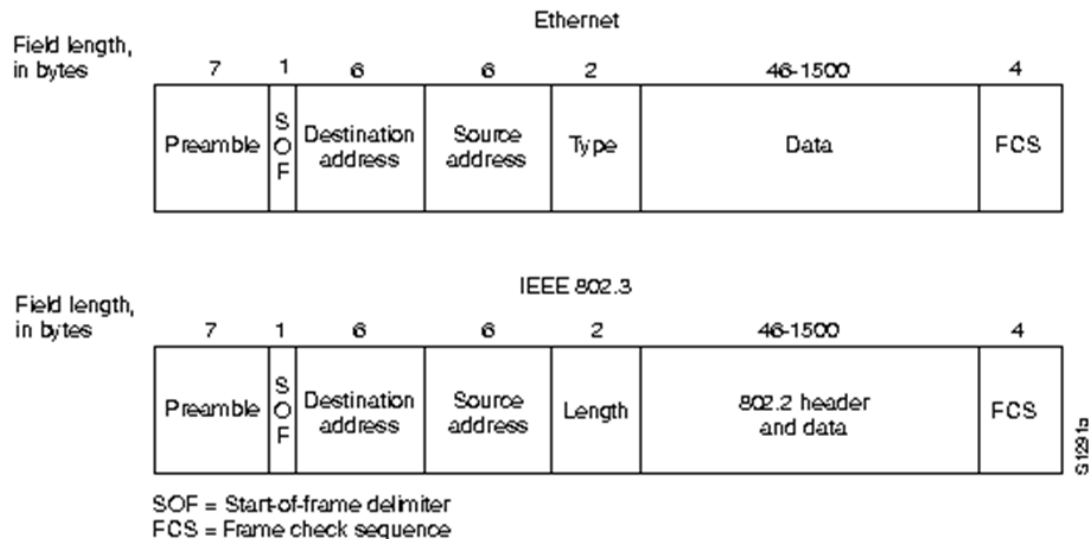 Ethernet
Field length,
in bytes
7 1 6 6 2 46-1500 4
Preamble
S
O
F
Destination
address
Source
address
Type
Data
FCS
IEEE 802.3
Field length,
in bytes
7 1 6 6 2 46-1500 4
Preamble
S
O
F
Destination
address
Source
address
Length
802.2 header
and data
FCS
S1291a
SOF = Start-of-frame delimiter
FCS = Frame check sequence